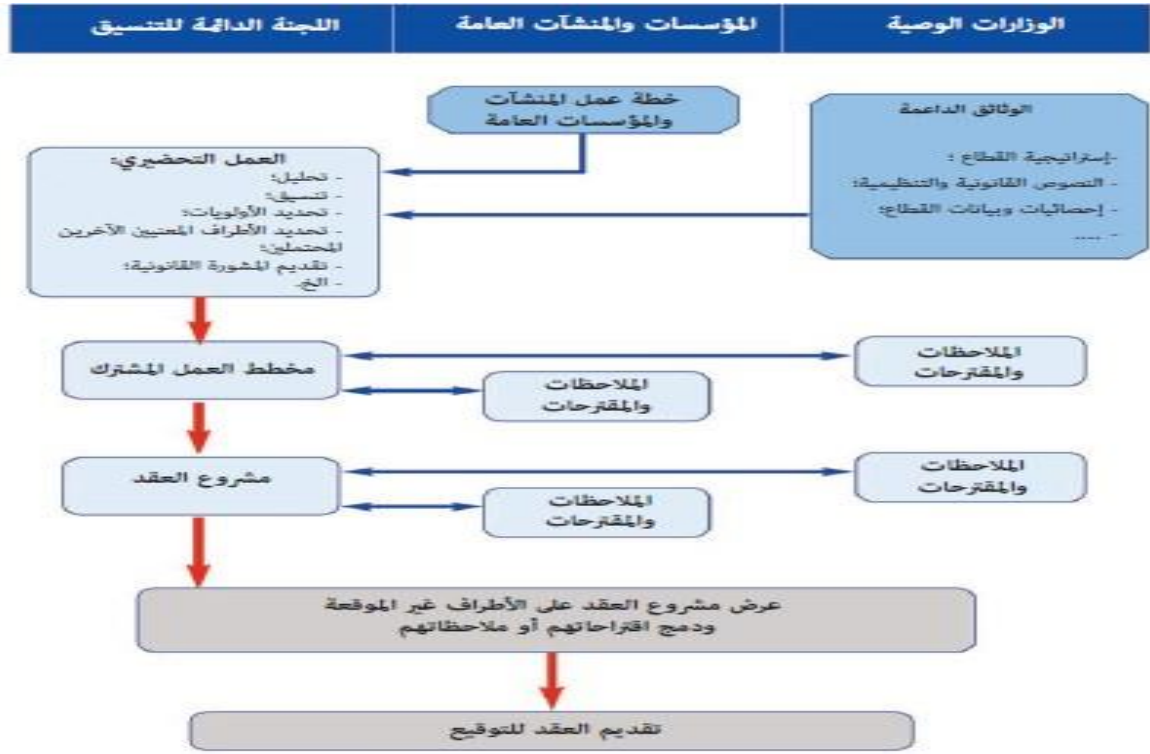 الوزارات الوصية
المؤسسات والمنشآت العامة
اللجنة الدائمة للتنسيق
خطة عمل المنشآت
والمؤسسات العامة
الوثائق الداعمة
-إستراتيجية القطاع ؛
- النصوص القانونية والتنظيمية؛
- إحصائيات وبيانات القطاع؛
- .....
العمل التحضيري:
- تحليل؛
- تنسيق؛
- تحديد الأولويات؛
- تحديد الأطراف المعنيين الآخرين
المحتملين؛
- تقديم المشورة القانونية؛
- الخ.
مخطط العمل المشترك
الملاحظات
والمقترحات
الملاحظات
والمقترحات
مشروع العقد
الملاحظات
والمقترحات
الملاحظات
والمقترحات
عرض مشروع العقد على الأطراف غير الموقعة
ودمج اقتراحاتهم أو ملاحظاتهم
تقديم العقد للتوقيع